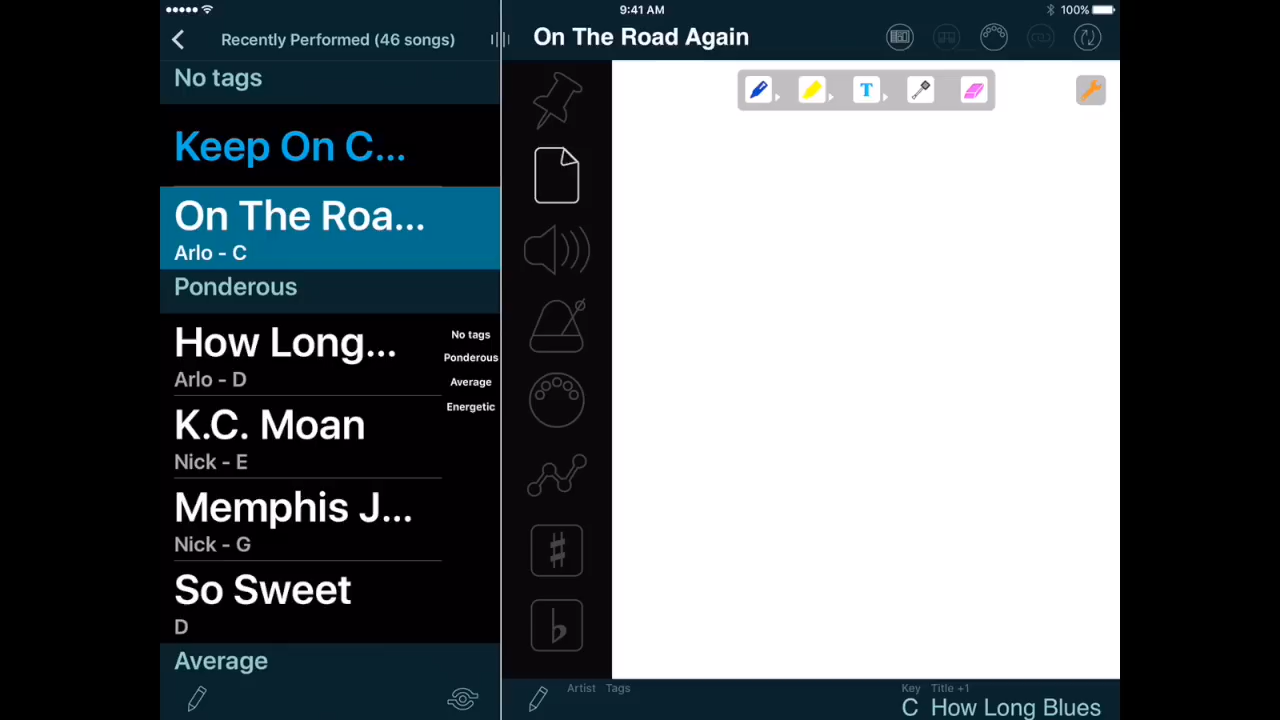 9:41 AM
100%
Recently Performed (46 songs)
On The Road Again
No tags
Keep On C...
On The Roa...
Arlo - C
Ponderous
How Long...
Arlo - D
K.C. Moan
Nick - E
Memphis J...
Nick - G
So Sweet
D
Average
No tags
Ponderous
Average
Energetic
T
Artist Tags
Key Title +1
C How Long Blues